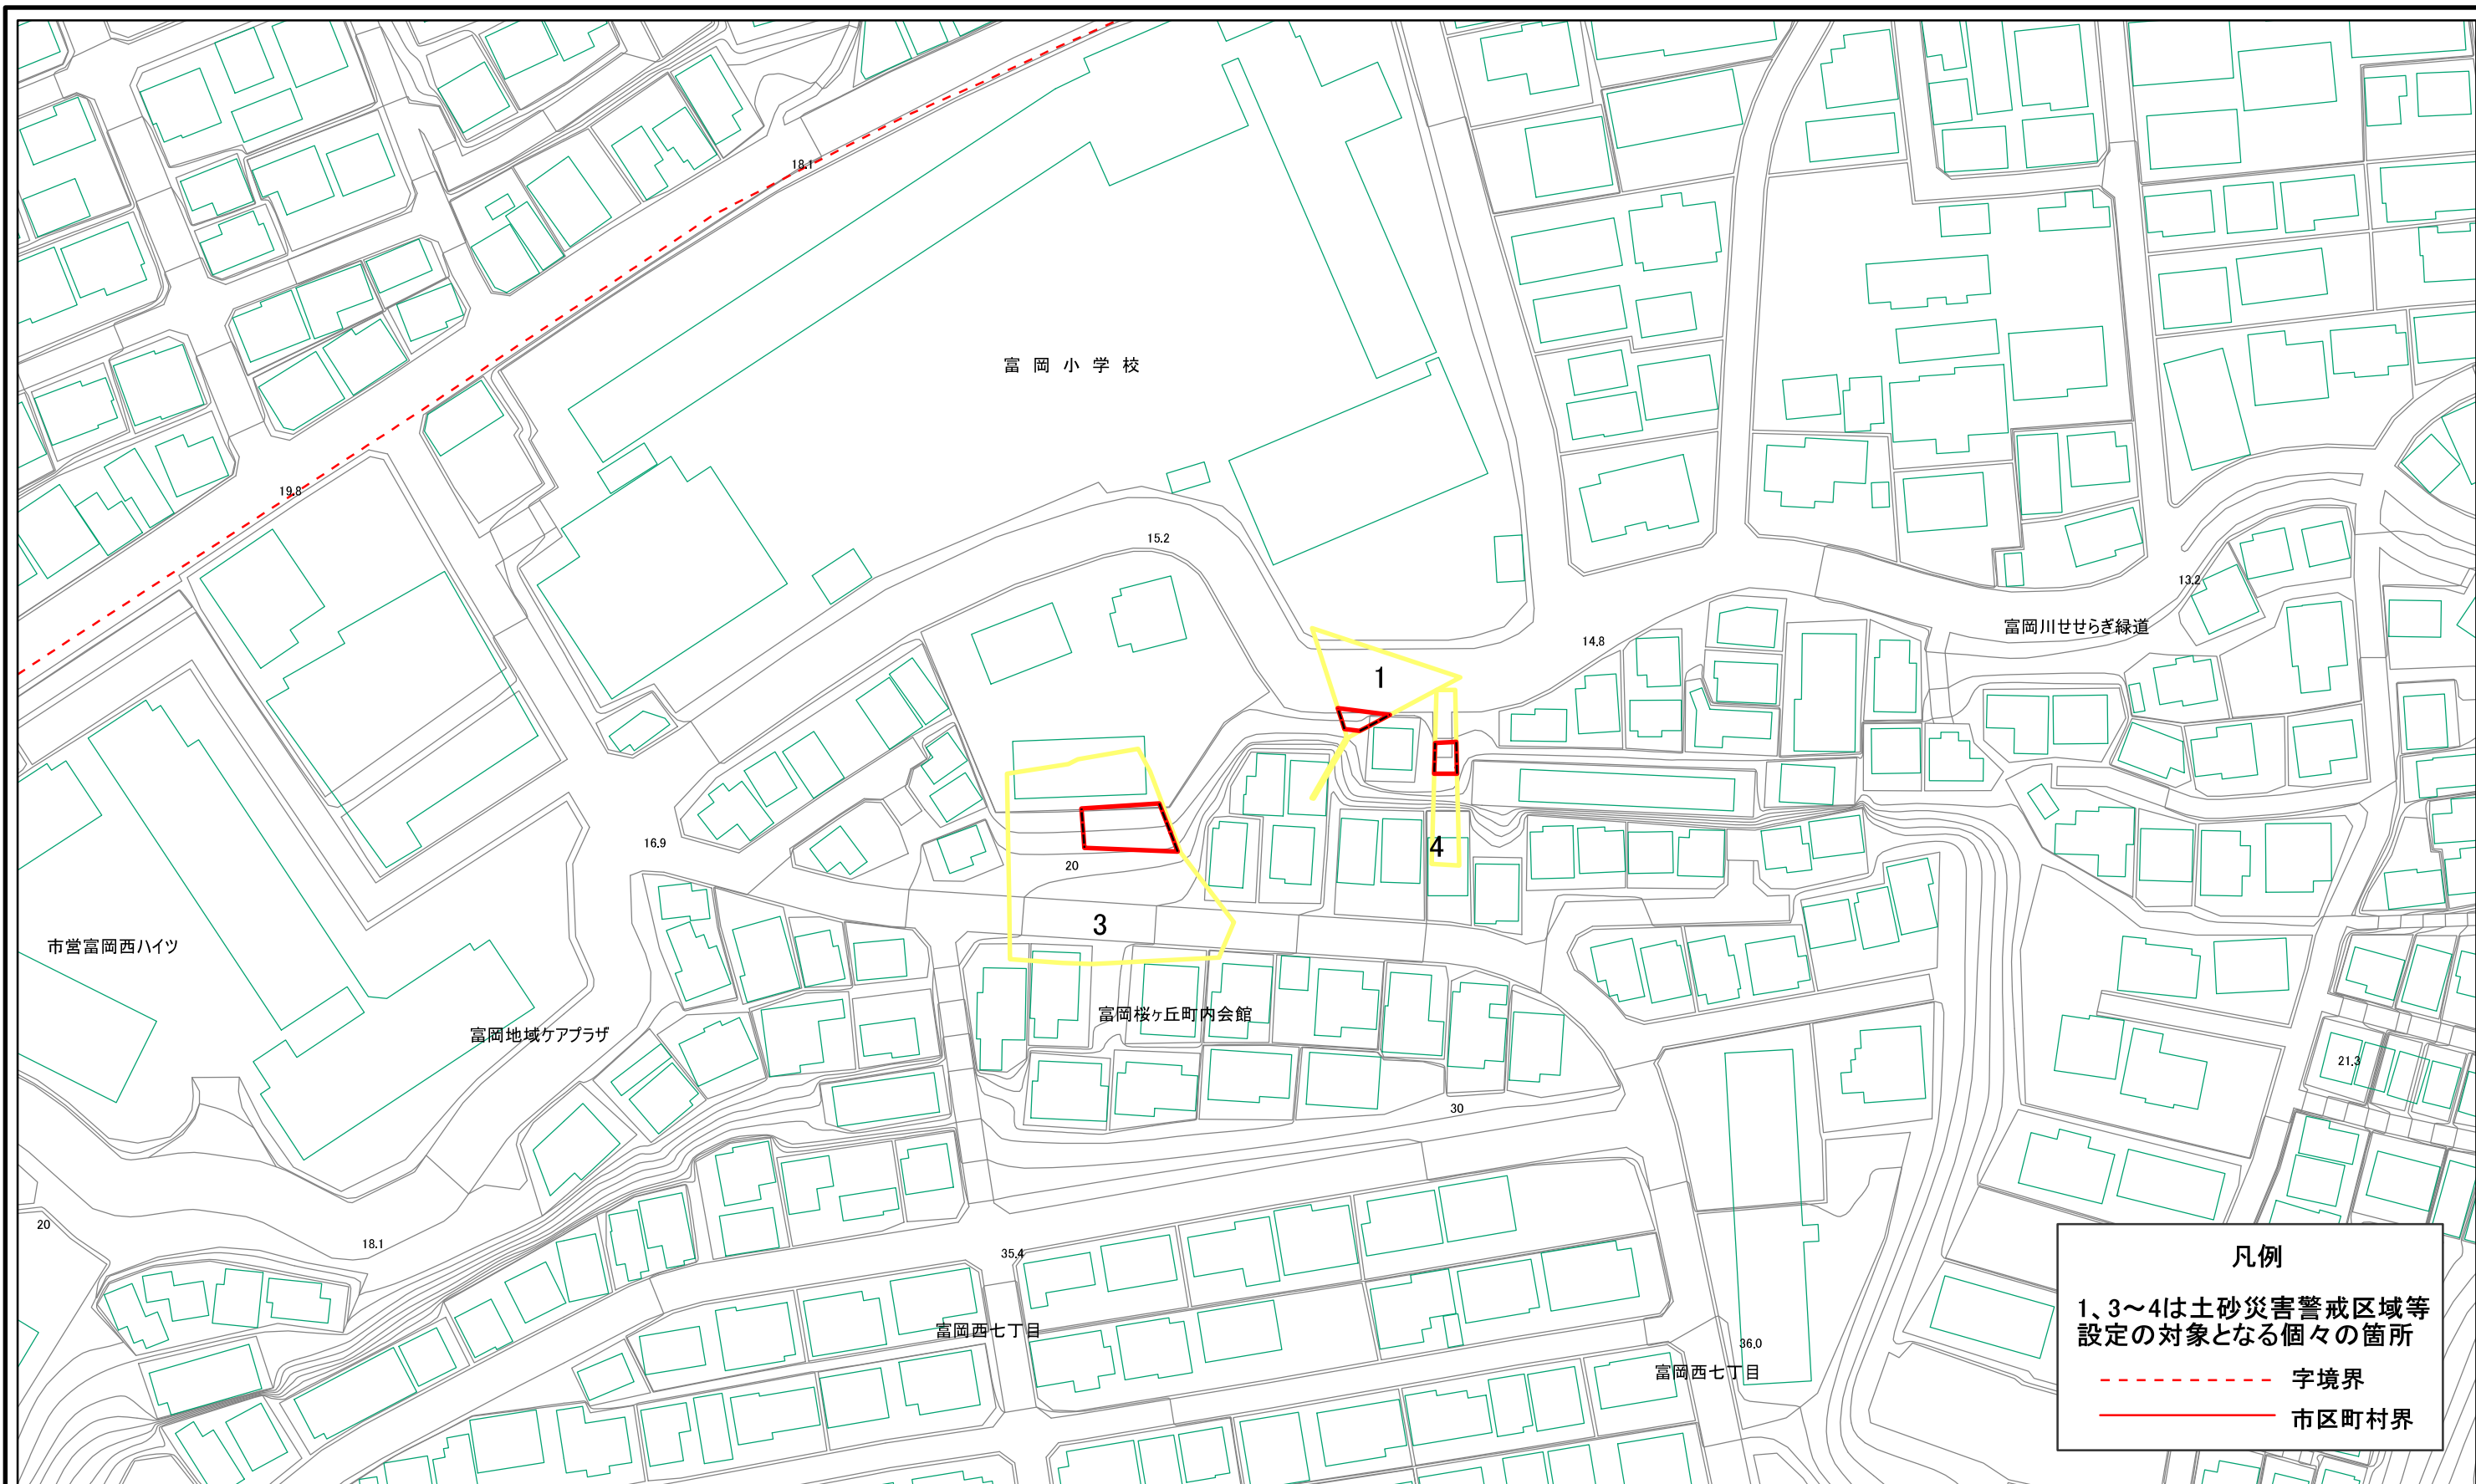 18.1
富岡小学校
19.8
15.2
13.2
富岡川せせらぎ緑道
14.8
1
16.9
4
20
3
市営富岡西ハイツ
富岡桜ヶ丘町内会館
富岡地域ケアプラザ
21.3
30
20
18.1
35.4
富岡西七丁目
36.0
富岡西七丁目
凡例
1、3～4は土砂災害警戒区域等
設定の対象となる個々の箇所
字境界
市区町村界